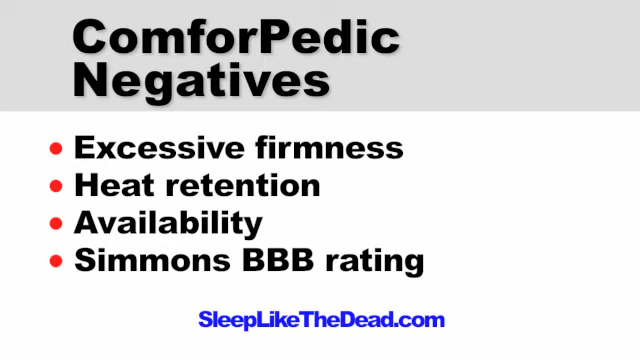 ComforPedic
Negatives
• Excessive firmness
• Heat retention
• Availability
• Simmons BBB rating
SleepLikeTheDead.com